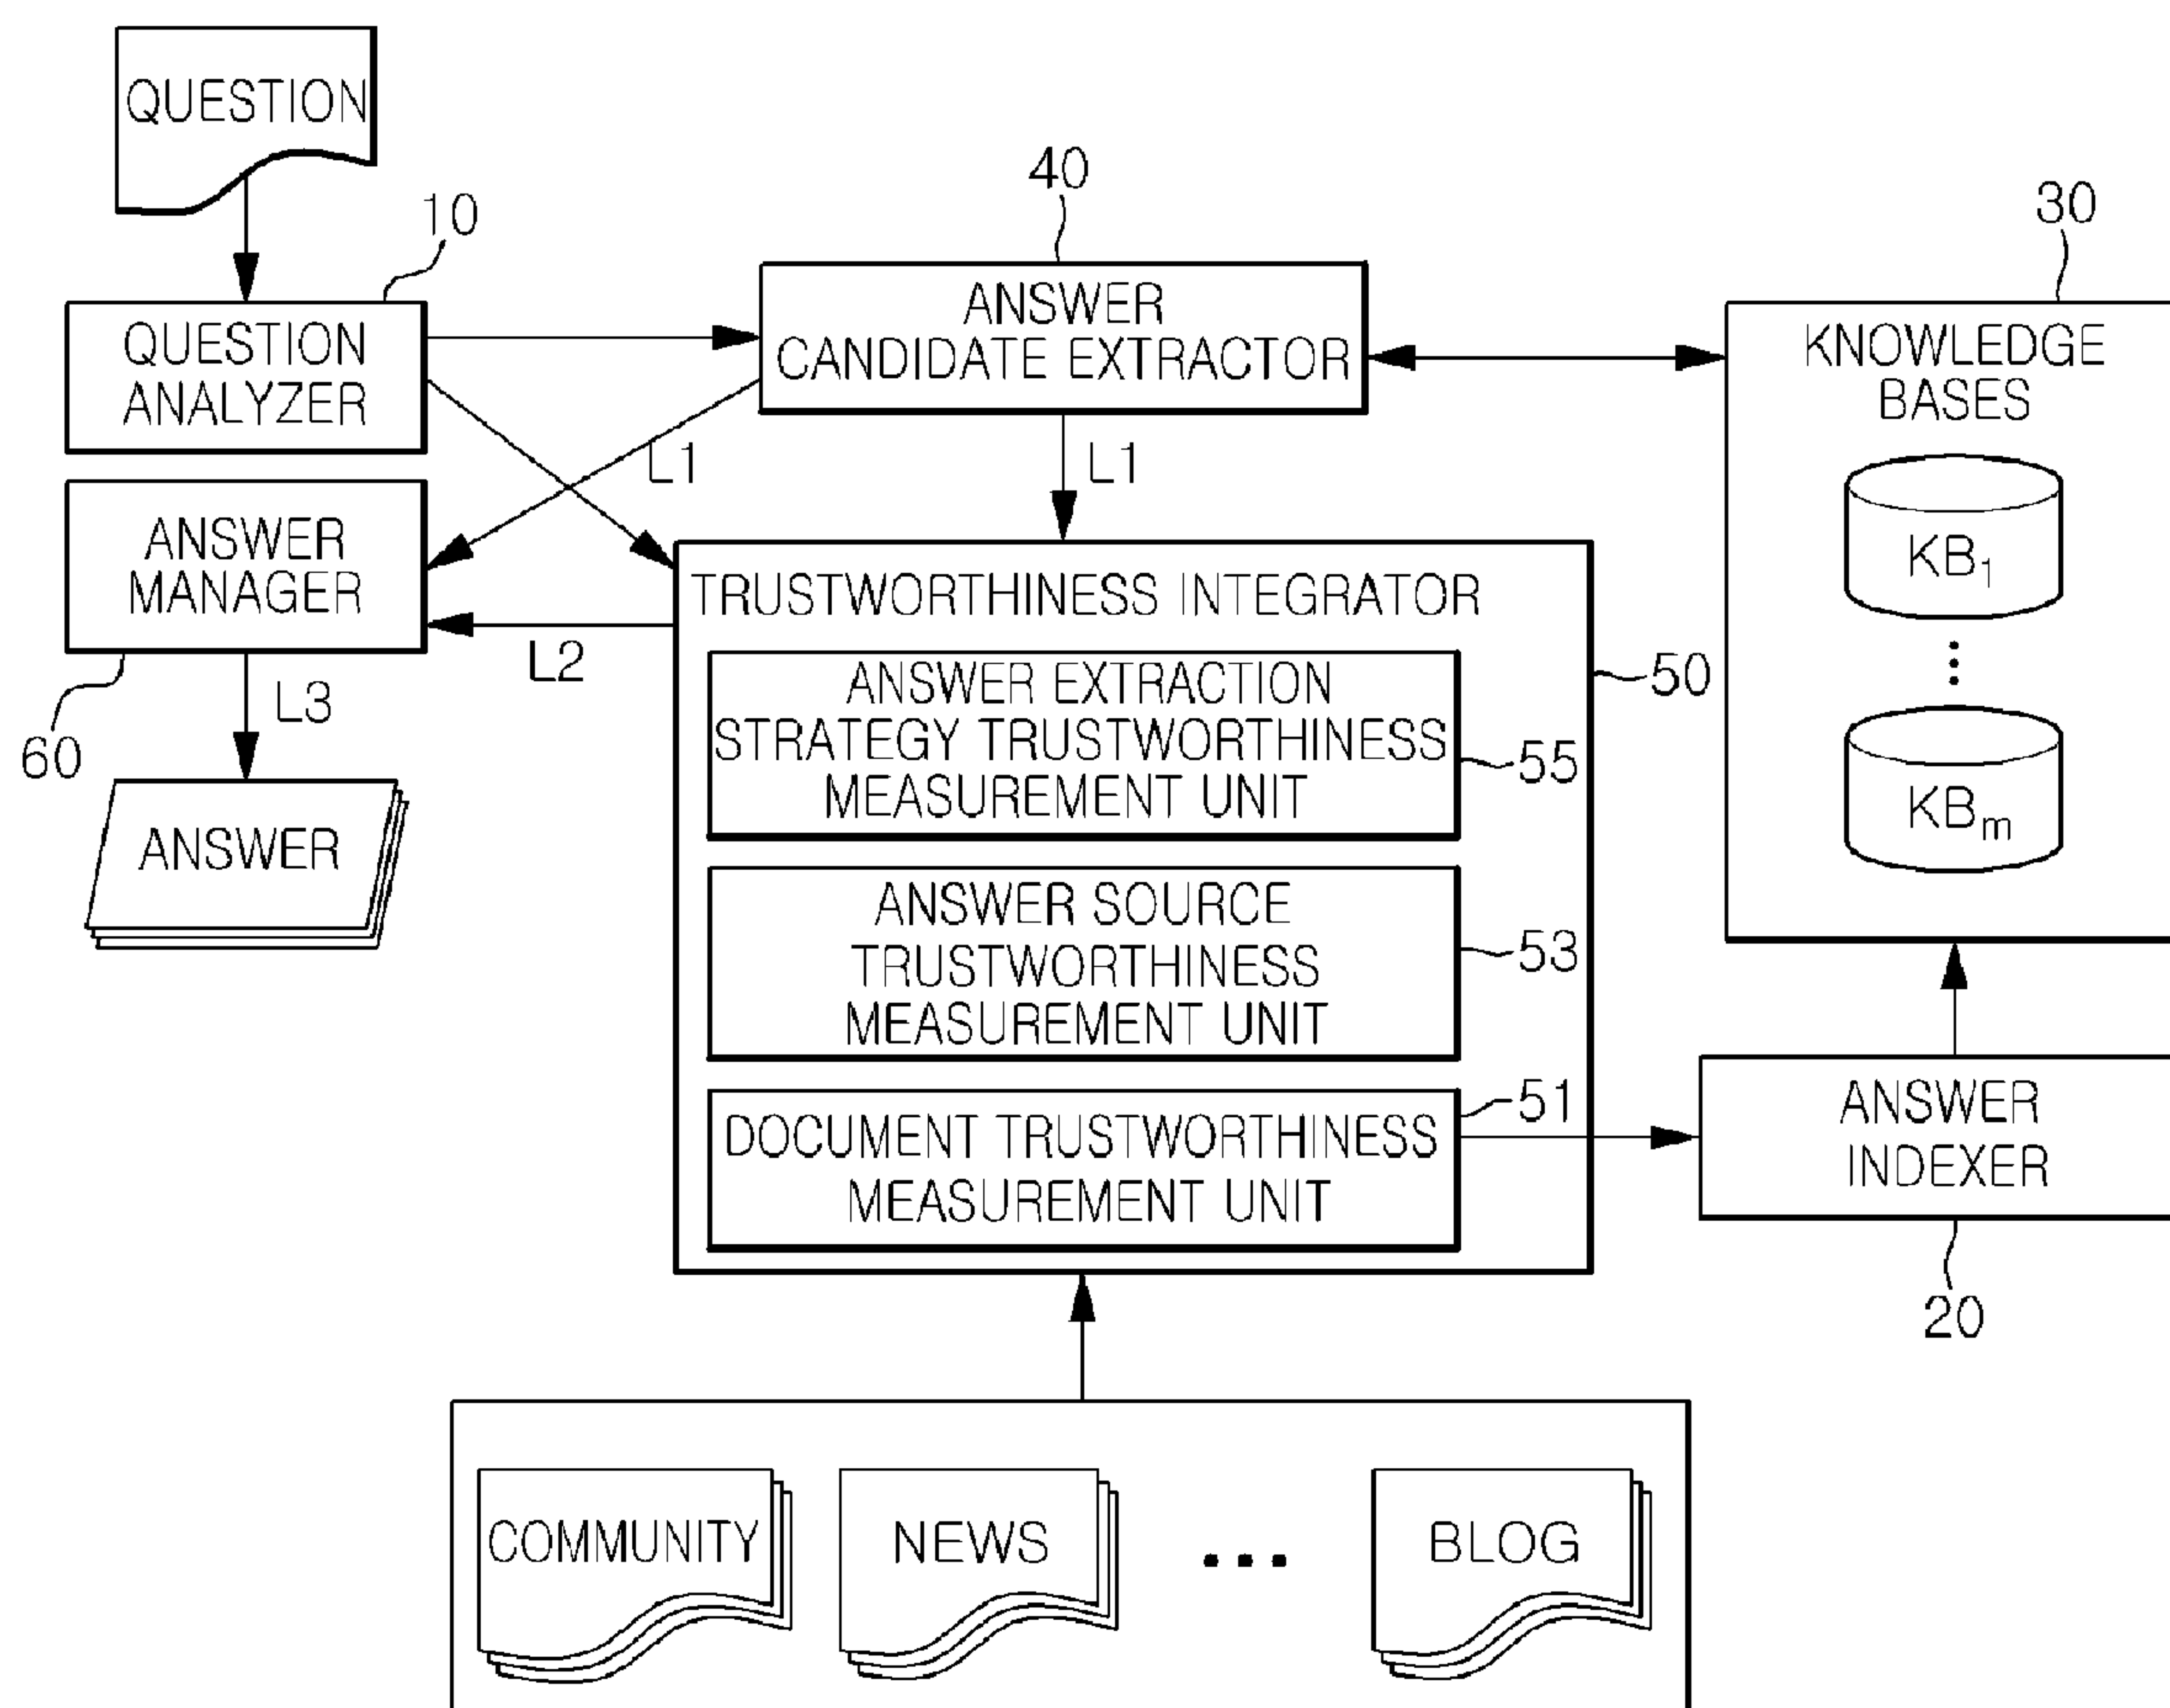 QUESTION
10
40
30
QUESTION
ANALYZER
ANSWER
CANDIDATE EXTRACTOR
KNOWLEDGE
BASES
L1
L1
ANSWER
MANAGER
KB1
TRUSTWORTHINESS INTEGRATOR
L2
50
60
L3
ANSWER EXTRACTION
STRATEGY TRUSTWORTHINESS
MEASUREMENT UNIT
55
KBm
ANSWER
ANSWER SOURCE
TRUSTWORTHINESS
MEASUREMENT UNIT
53
DOCUMENT TRUSTWORTHINESS
MEASUREMENT UNIT
51
ANSWER
INDEXER
20
COMMUNITY
NEWS
...
BLOG